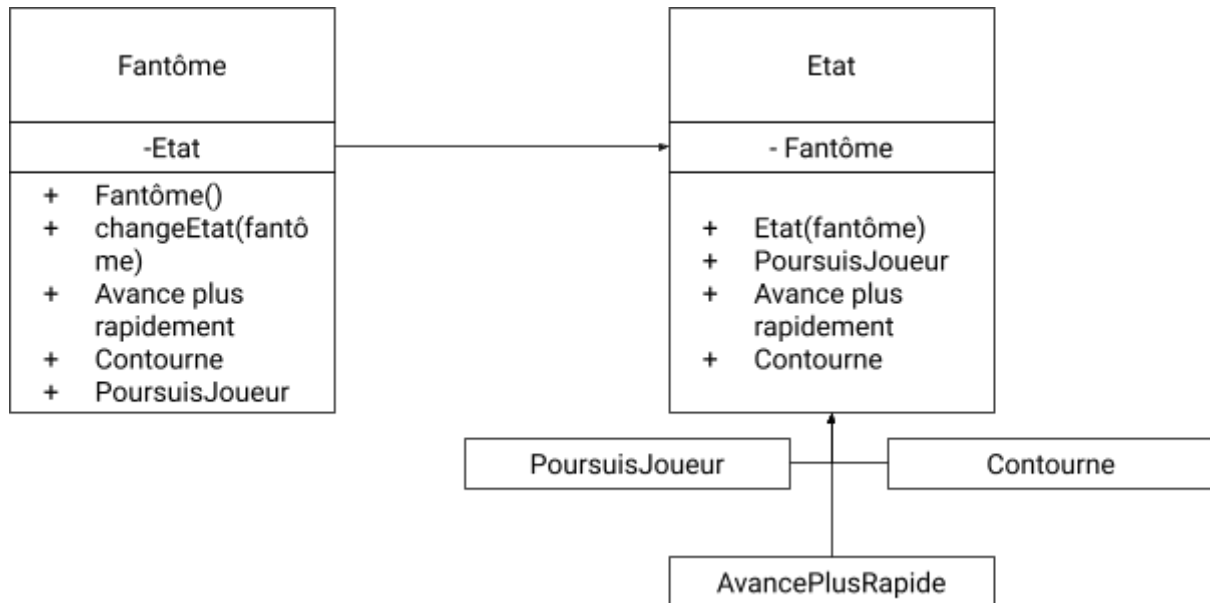 Fantôme
-Etat
+ Fantôme()
+ changeEtat(fantô
me)
+ Avance plus
rapidement
+ Contourne
+ PoursuisJoueur
Etat
- Fantôme
+ Etat(fantôme)
+ PoursuisJoueur
+ Avance plus
rapidement
+ Contourne
PoursuisJoueur
Contourne
AvancePlusRapide